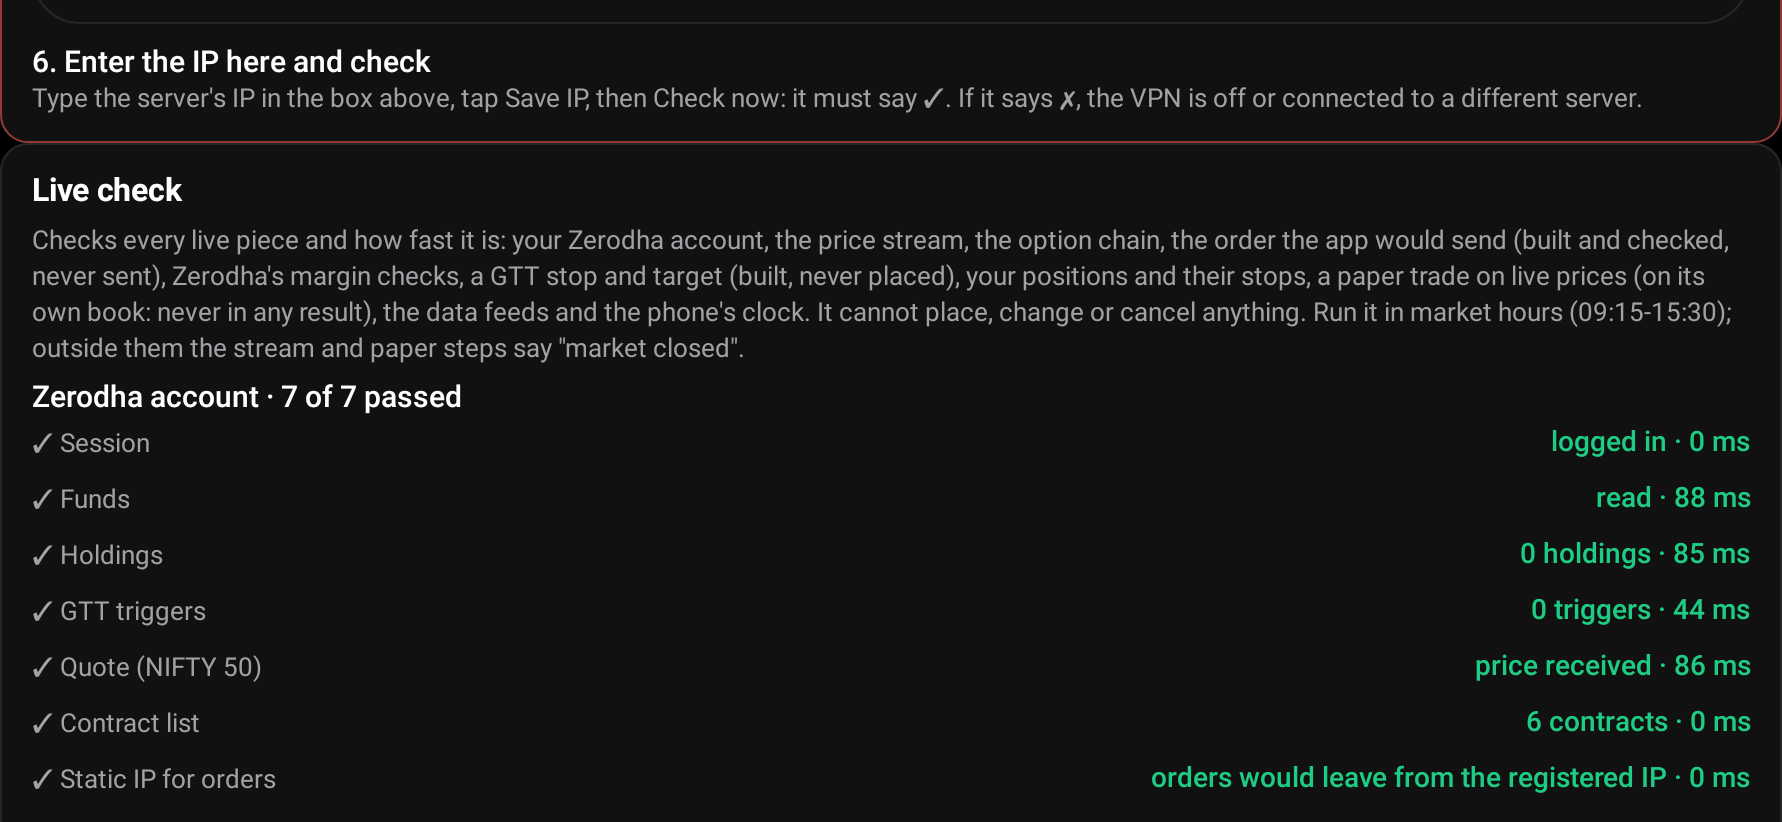 6. Enter the IP here and check
Type the server's IP in the box above, tap Save IP, then Check now: it must say ✓. If it says ✗, the VPN is off or connected to a different server.
Live check
Checks every live piece and how fast it is: your Zerodha account, the price stream, the option chain, the order the app would send (built and checked,
never sent), Zerodha's margin checks, a GTT stop and target (built, never placed), your positions and their stops, a paper trade on live prices (on its
own book: never in any result), the data feeds and the phone's clock. It cannot place, change or cancel anything. Run it in market hours (09:15-15:30);
outside them the stream and paper steps say "market closed".
Zerodha account · 7 of 7 passed
✓ Session logged in · 0 ms
✓ Funds read · 88 ms
✓ Holdings 0 holdings · 85 ms
✓ GTT triggers 0 triggers · 44 ms
✓ Quote (NIFTY 50) price received · 86 ms
✓ Contract list 6 contracts · 0 ms
✓ Static IP for orders orders would leave from the registered IP · 0 ms